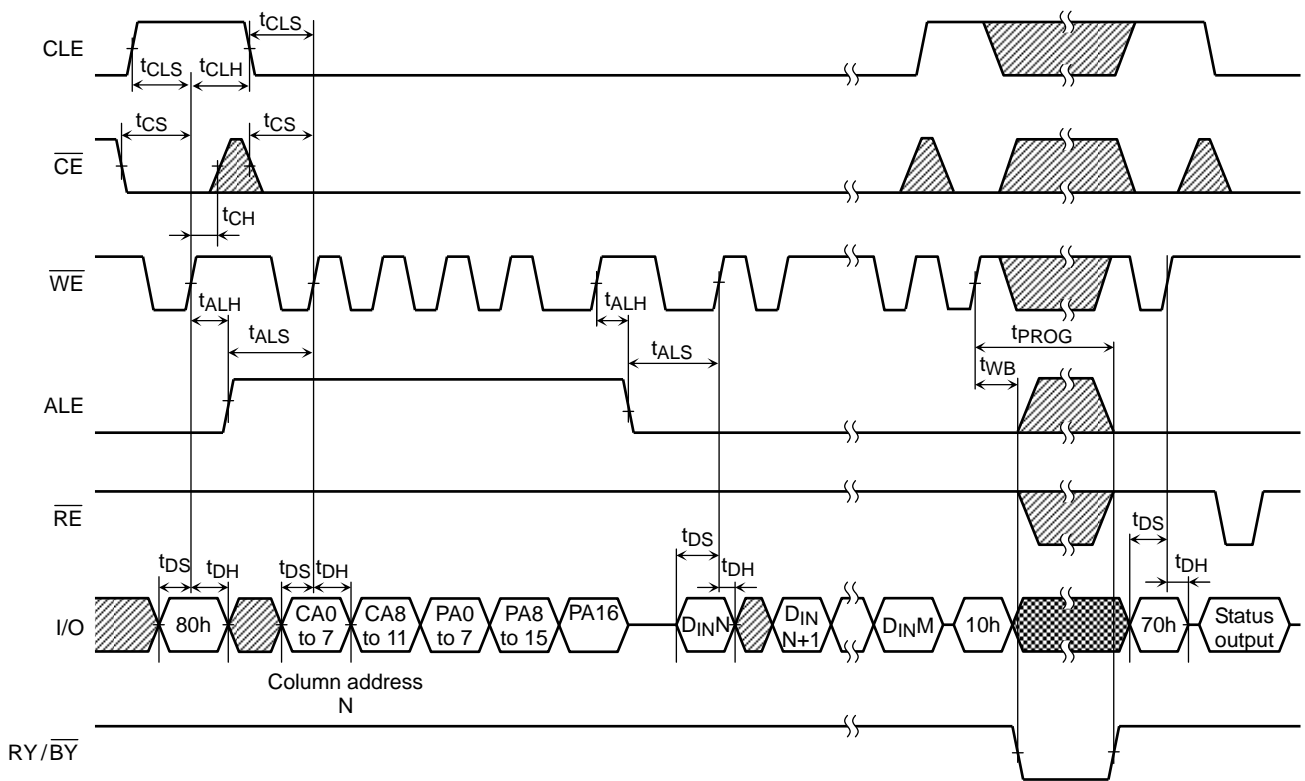 CLE
tCLS
tCLS
tCLH
CE
tCS
tCS
tCH
WE
tALH
tALS
tALH
tALS
tPROG
tWB
ALE
RE
I/O
tDS
tDH
tDS
tDH
tDS
tDH
tDS
tDH
80h
CA0
to 7
CA8
to 11
PA0
to 7
PA8
to 15
PA16
DINN
DIN
N+1
DINM
10h
70h
Status
output
Column address
N
RY/BY